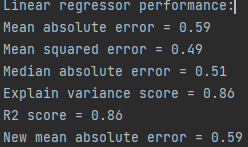 Linear regressor performance:
Mean absolute error = 0.59
Mean squared error = 0.49
Median absolute error = 0.51
Explain variance score = 0.86
R2 score = 0.86
New mean absolute error = 0.59